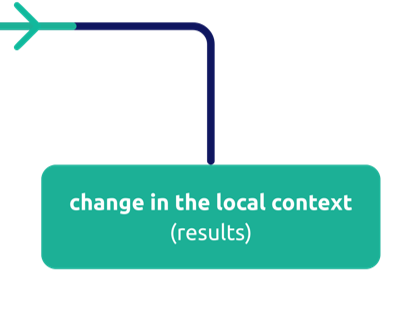 change in the local context
(results)